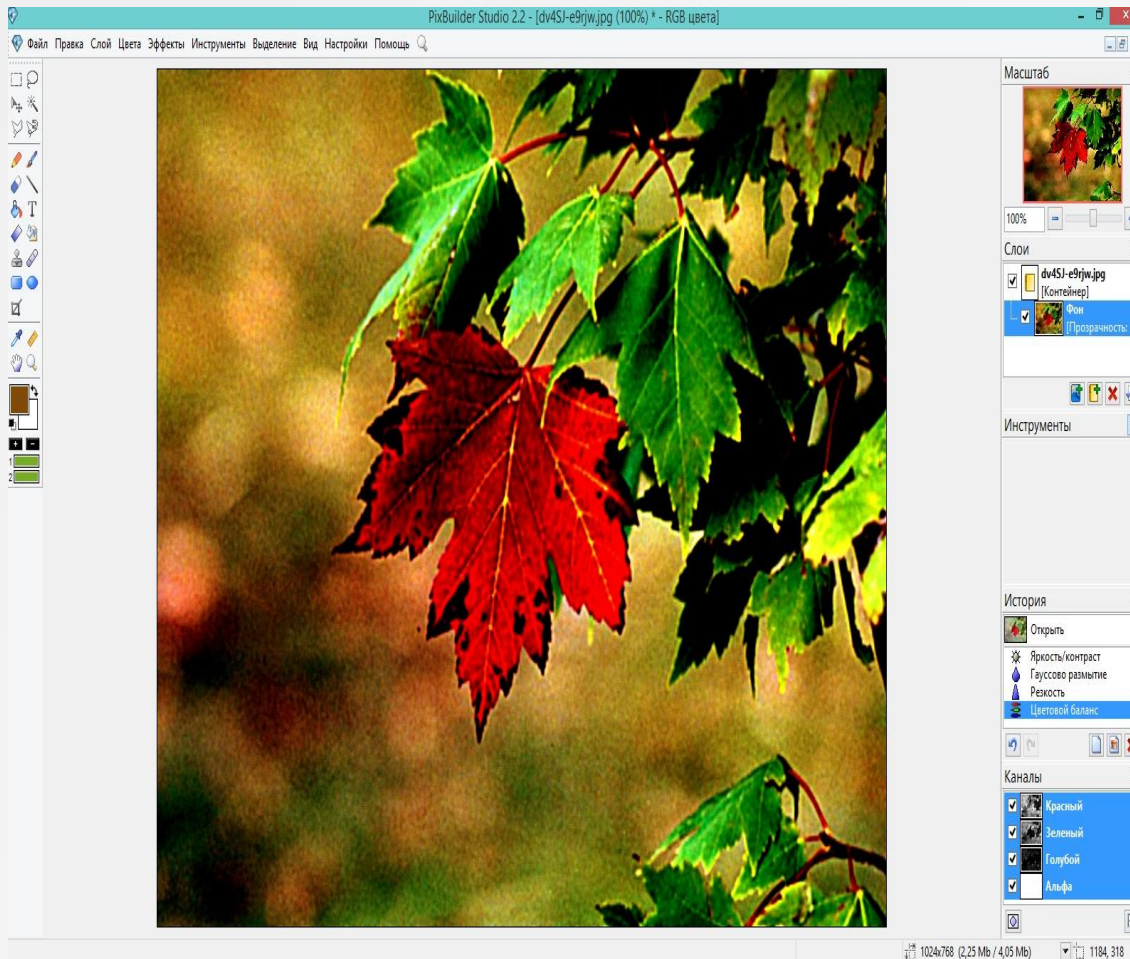 PixBuilder Studio 2.2 - [dv4SJ-e9rjw.jpg (100%) * - RGB цвета]
Файл Правка Слой Цвета Эффекты Инструменты Выделение Вид Настройки Помощь
Масштаб
100%
Слои
dv4SJ-e9rjw.jpg
[Контейнер]
Фон
[Прозрачность:
Инструменты
История
Открыть
Яркость/контраст
Гауссово размытие
Резкость
Цветовой баланс
Каналы
Красный
Зеленый
Голубой
Альфа
T
1
2
1024x768 (2,25 Mb / 4,05 Mb) 1184, 318